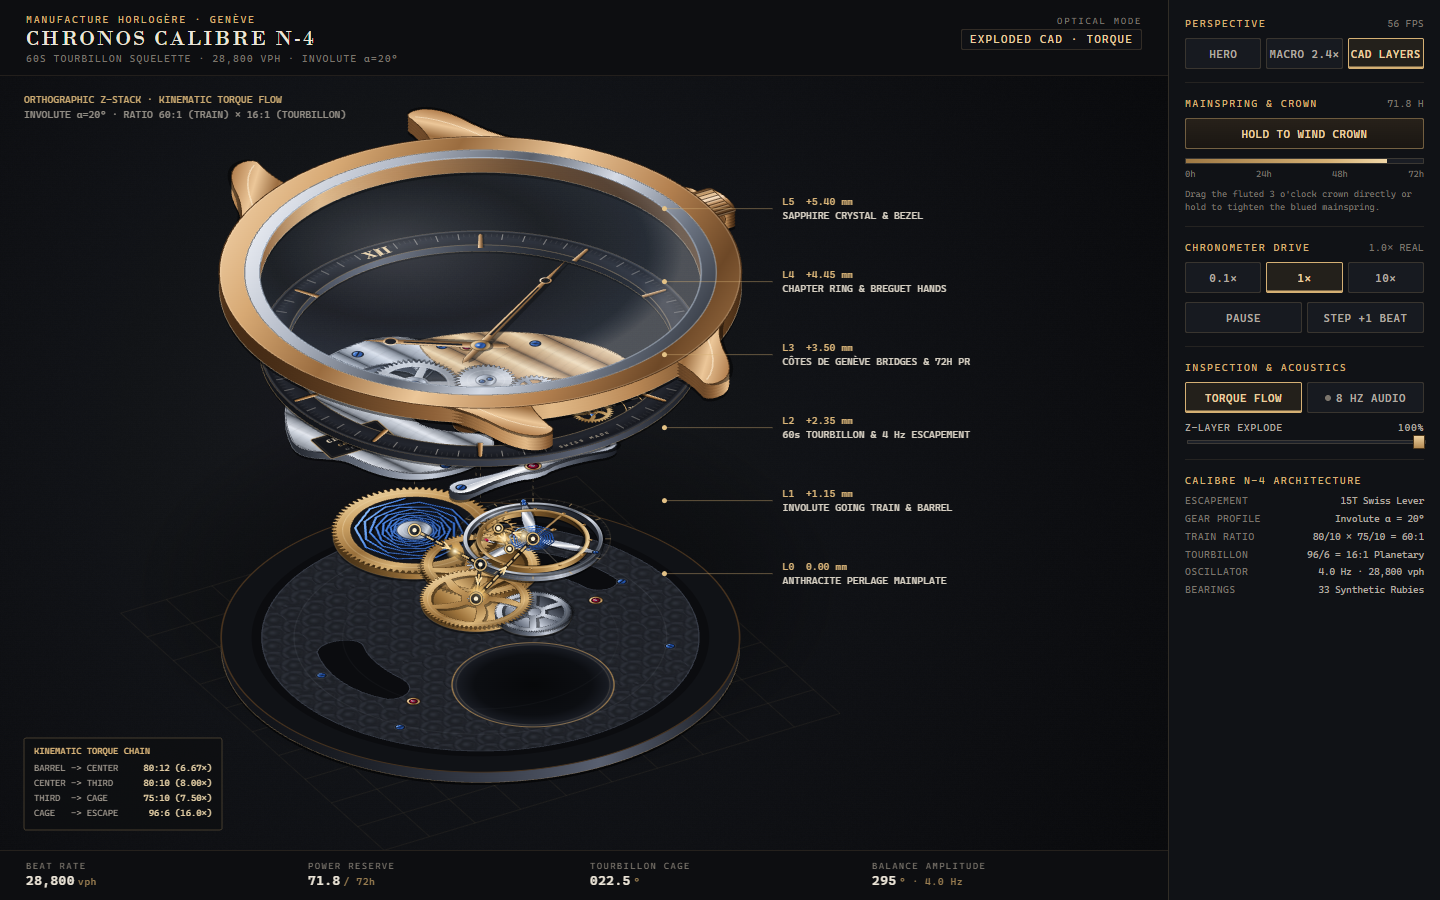 MANUFACTURE HORLOGÈRE · GENÈVE
CHRONOS CALIBRE N-4
60S TOURBILLON SQUELETTE · 28,800 VPH · INVOLUTE α=20°
OPTICAL MODE
EXPLODED CAD · TORQUE
ORTHOGRAPHIC Z-STACK · KINEMATIC TORQUE FLOW
INVOLUTE α=20° · RATIO 60:1 (TRAIN) × 16:1 (TOURBILLON)
XII
SWISS MADE
L5 +5.40 mm
SAPPHIRE CRYSTAL & BEZEL
L4 +4.45 mm
CHAPTER RING & BREGUET HANDS
L3 +3.50 mm
CÔTES DE GENÈVE BRIDGES & 72H PR
L2 +2.35 mm
60s TOURBILLON & 4 Hz ESCAPEMENT
L1 +1.15 mm
INVOLUTE GOING TRAIN & BARREL
L0 0.00 mm
ANTHRACITE PERLAGE MAINPLATE
KINEMATIC TORQUE CHAIN
BARREL -> CENTER 80:12 (6.67×)
CENTER -> THIRD 80:10 (8.00×)
THIRD -> CAGE 75:10 (7.50×)
CAGE -> ESCAPE 96:6 (16.0×)
BEAT RATE
28,800 vph
POWER RESERVE
71.8 / 72h
TOURBILLON CAGE
022.5 °
BALANCE AMPLITUDE
295 ° · 4.0 Hz
PERSPECTIVE 56 FPS
HERO MACRO 2.4× CAD LAYERS
MAINSPRING & CROWN 71.8 H
HOLD TO WIND CROWN
0h 24h 48h 72h
Drag the fluted 3 o'clock crown directly or
hold to tighten the blued mainspring.
CHRONOMETER DRIVE 1.0× REAL
0.1× 1× 10×
PAUSE STEP +1 BEAT
INSPECTION & ACOUSTICS
TORQUE FLOW 8 HZ AUDIO
Z-LAYER EXPLODE 100%
CALIBRE N-4 ARCHITECTURE
ESCAPEMENT 15T Swiss Lever
GEAR PROFILE Involute α = 20°
TRAIN RATIO 80/10 × 75/10 = 60:1
TOURBILLON 96/6 = 16:1 Planetary
OSCILLATOR 4.0 Hz · 28,800 vph
BEARINGS 33 Synthetic Rubies